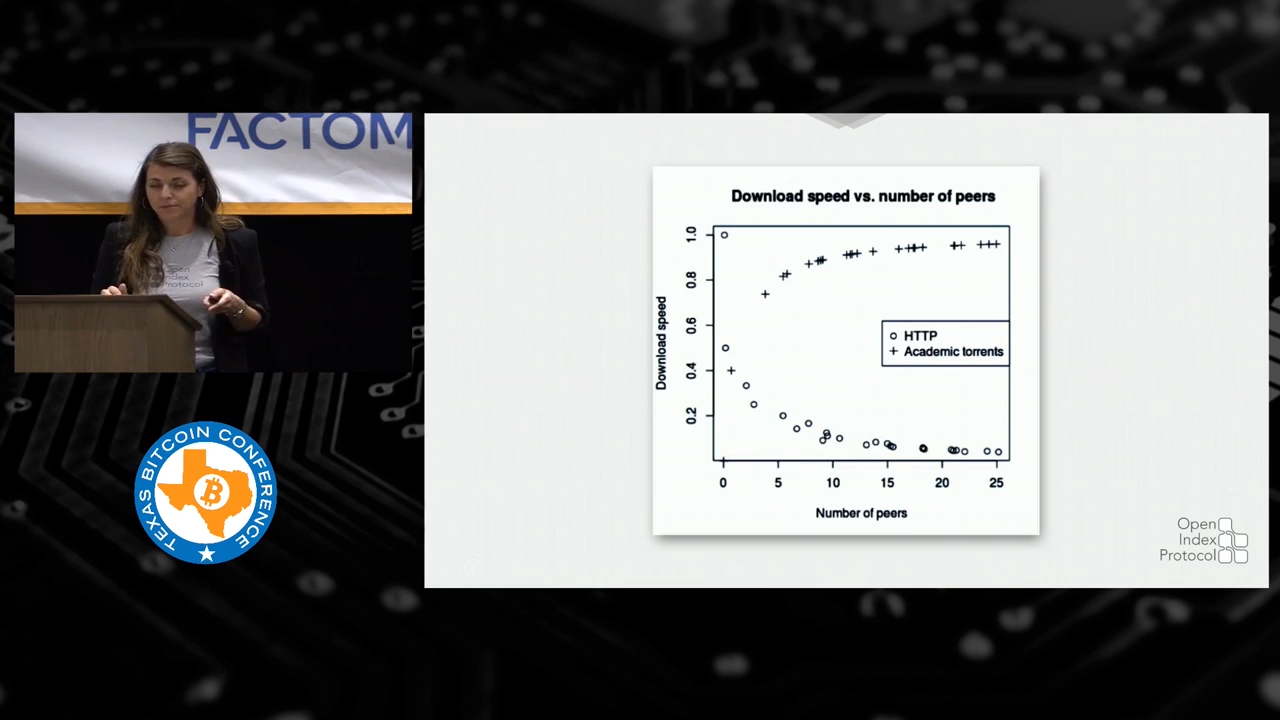 FACTOM
Open
Index
Protocol
TEXAS BITCOIN CONFERENCE
Download speed vs. number of peers
Download speed
1.0
0.8
0.6
0.4
0.2
HTTP
Academic torrents
0 5 10 15 20 25
Number of peers
Open
Index
Protocol